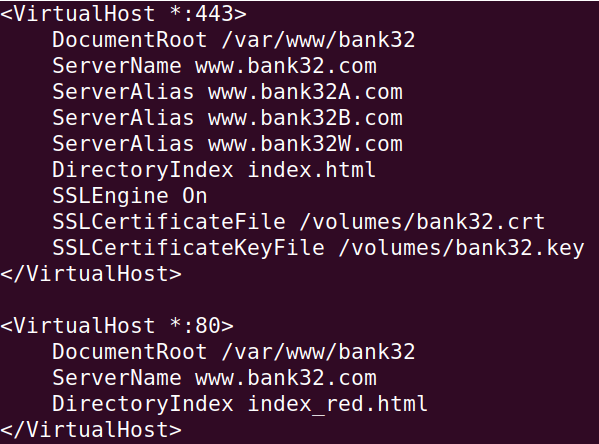 <VirtualHost *:443>
    DocumentRoot /var/www/bank32
    ServerName www.bank32.com
    ServerAlias www.bank32A.com
    ServerAlias www.bank32B.com
    ServerAlias www.bank32W.com
    DirectoryIndex index.html
    SSLEngine On
    SSLCertificateFile /volumes/bank32.crt
    SSLCertificateKeyFile /volumes/bank32.key
</VirtualHost>

<VirtualHost *:80>
    DocumentRoot /var/www/bank32
    ServerName www.bank32.com
    DirectoryIndex index_red.html
</VirtualHost>